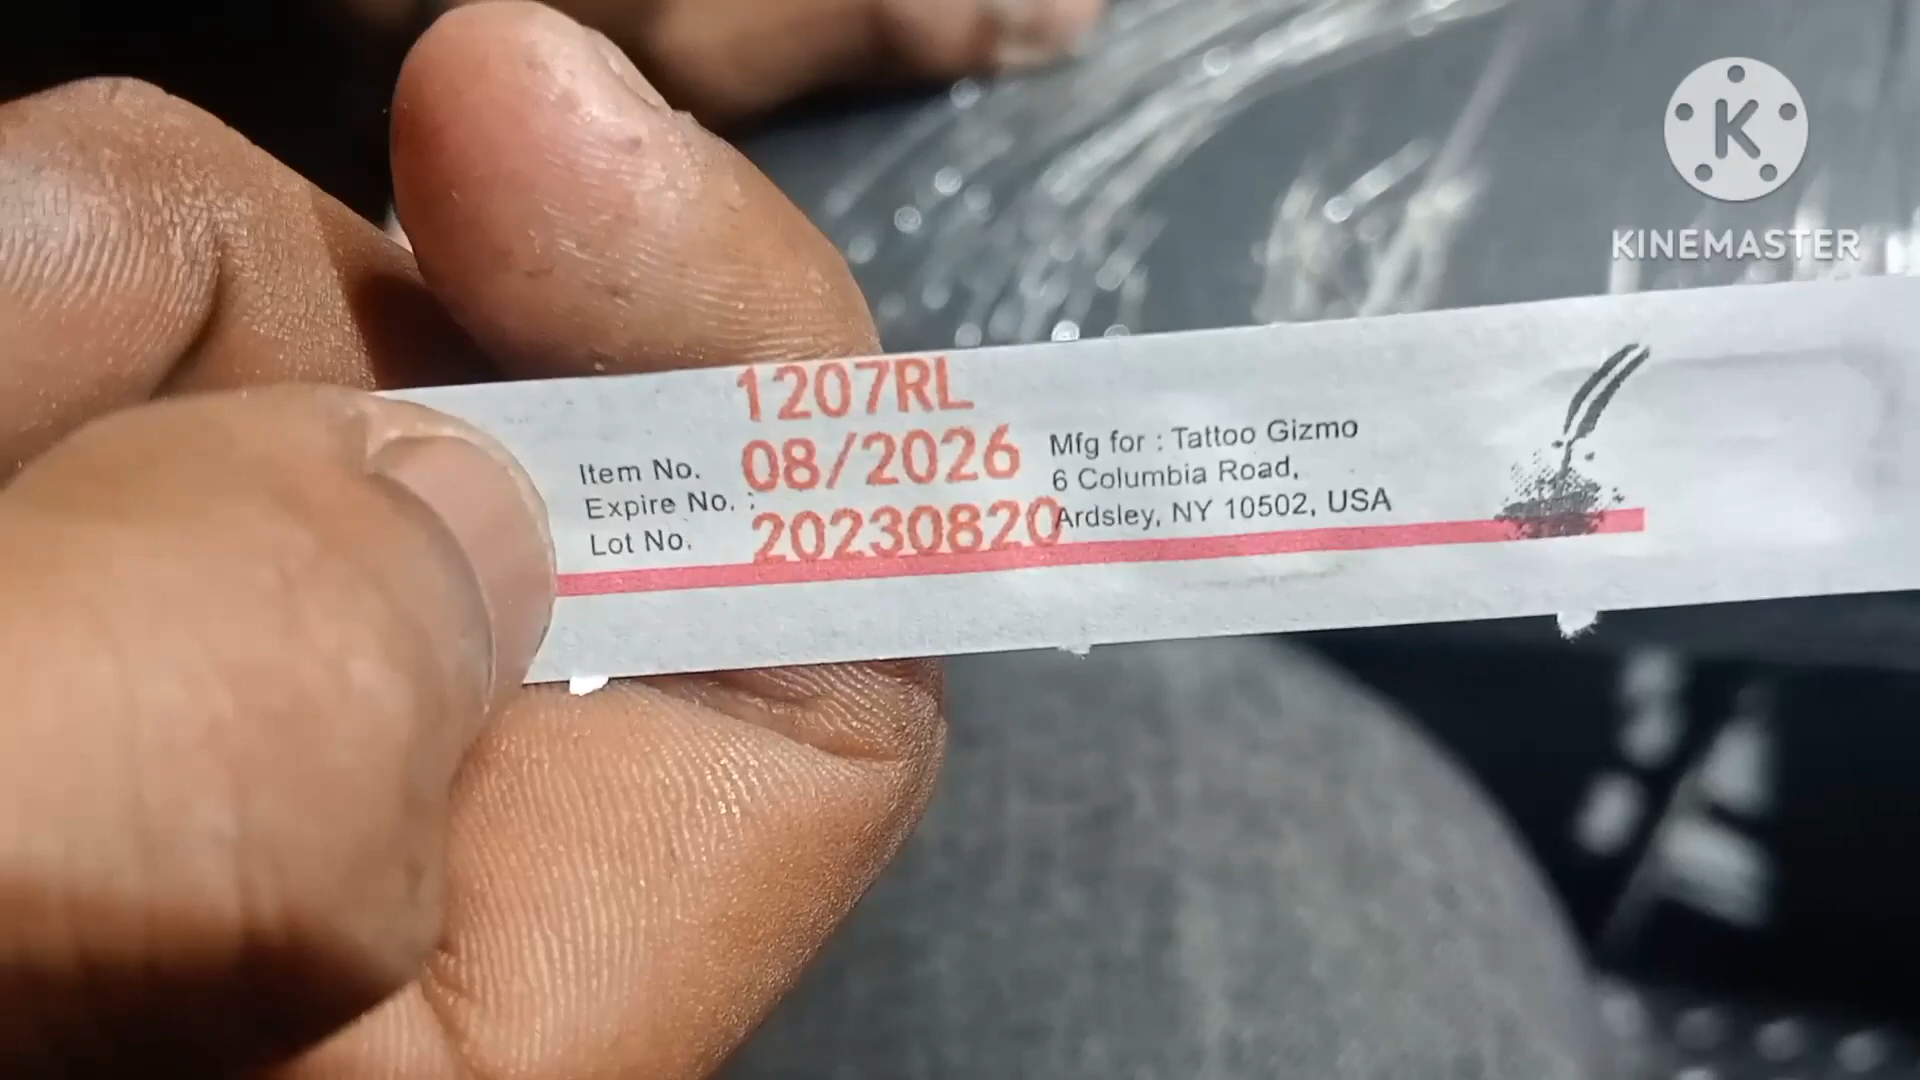 1207RL
Item No. 08/2026
Expire No. : 20230820
Lot No.
Mfg for : Tattoo Gizmo
6 Columbia Road,
Ardsley, NY 10502, USA
K
KINEMASTER